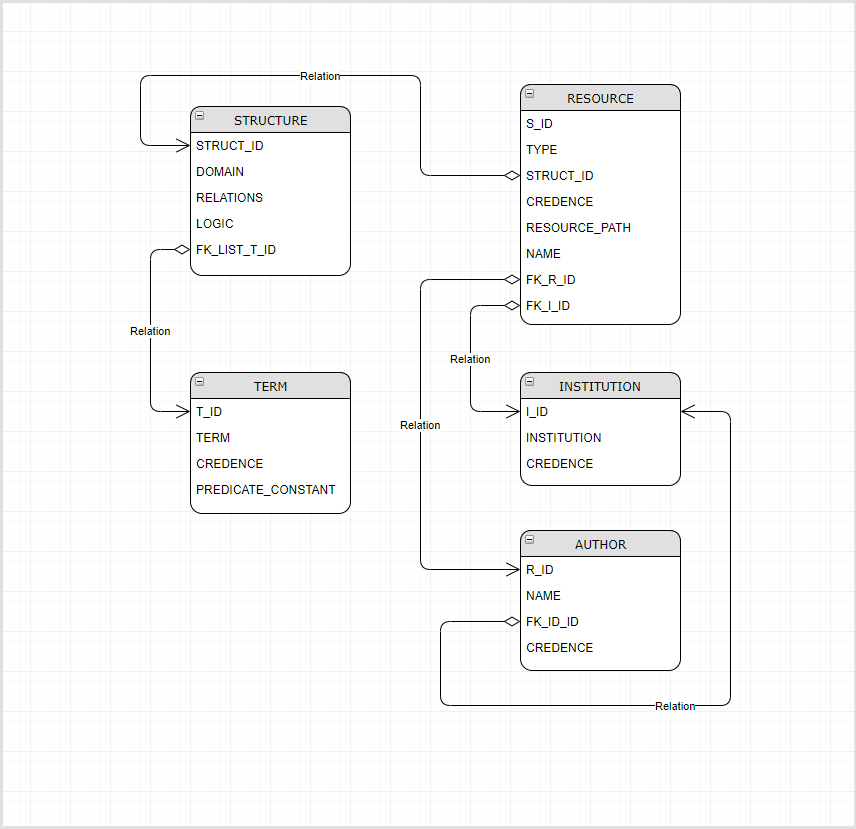 Relation
STRUCTURE
STRUCT_ID
DOMAIN
RELATIONS
LOGIC
FK_LIST_T_ID
RESOURCE
S_ID
TYPE
STRUCT_ID
CREDENCE
RESOURCE_PATH
NAME
FK_R_ID
FK_I_ID
Relation
Relation
Relation
TERM
T_ID
TERM
CREDENCE
PREDICATE_CONSTANT
INSTITUTION
I_ID
INSTITUTION
CREDENCE
AUTHOR
R_ID
NAME
FK_ID_ID
CREDENCE
Relation